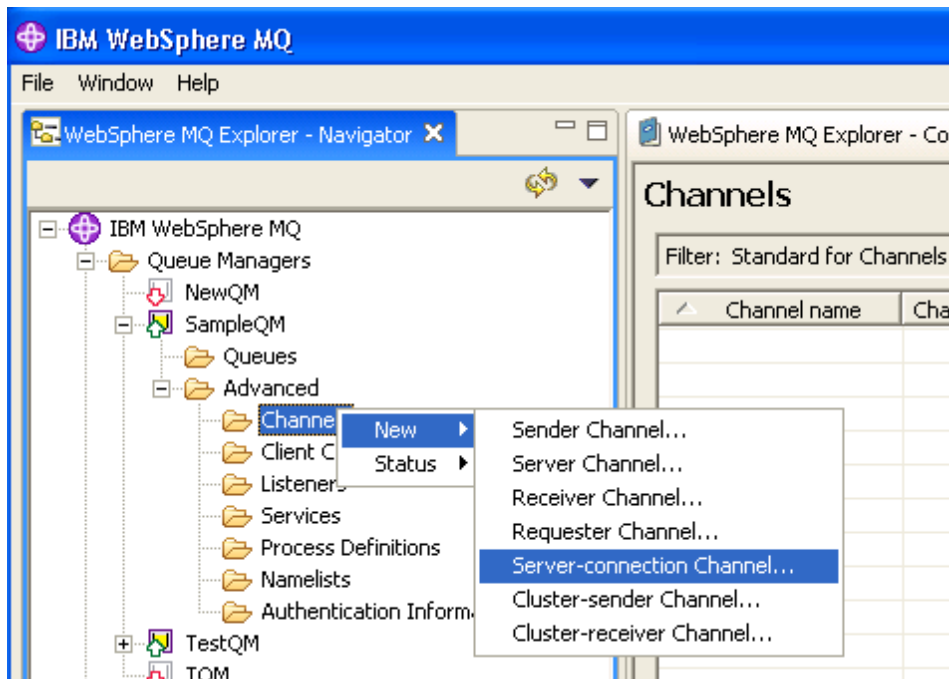 IBM WebSphere MQ
File Window Help
WebSphere MQ Explorer - Navigator
WebSphere MQ Explorer - Co
Channels
Filter: Standard for Channels
Channel name Cha
IBM WebSphere MQ
Queue Managers
NewQM
SampleQM
Queues
Advanced
Channe
Client C
Listeners
Services
Process Definitions
Namelists
Authentication Inform
TestQM
TQM
New
Status
Sender Channel...
Server Channel...
Receiver Channel...
Requester Channel...
Server-connection Channel...
Cluster-sender Channel...
Cluster-receiver Channel...